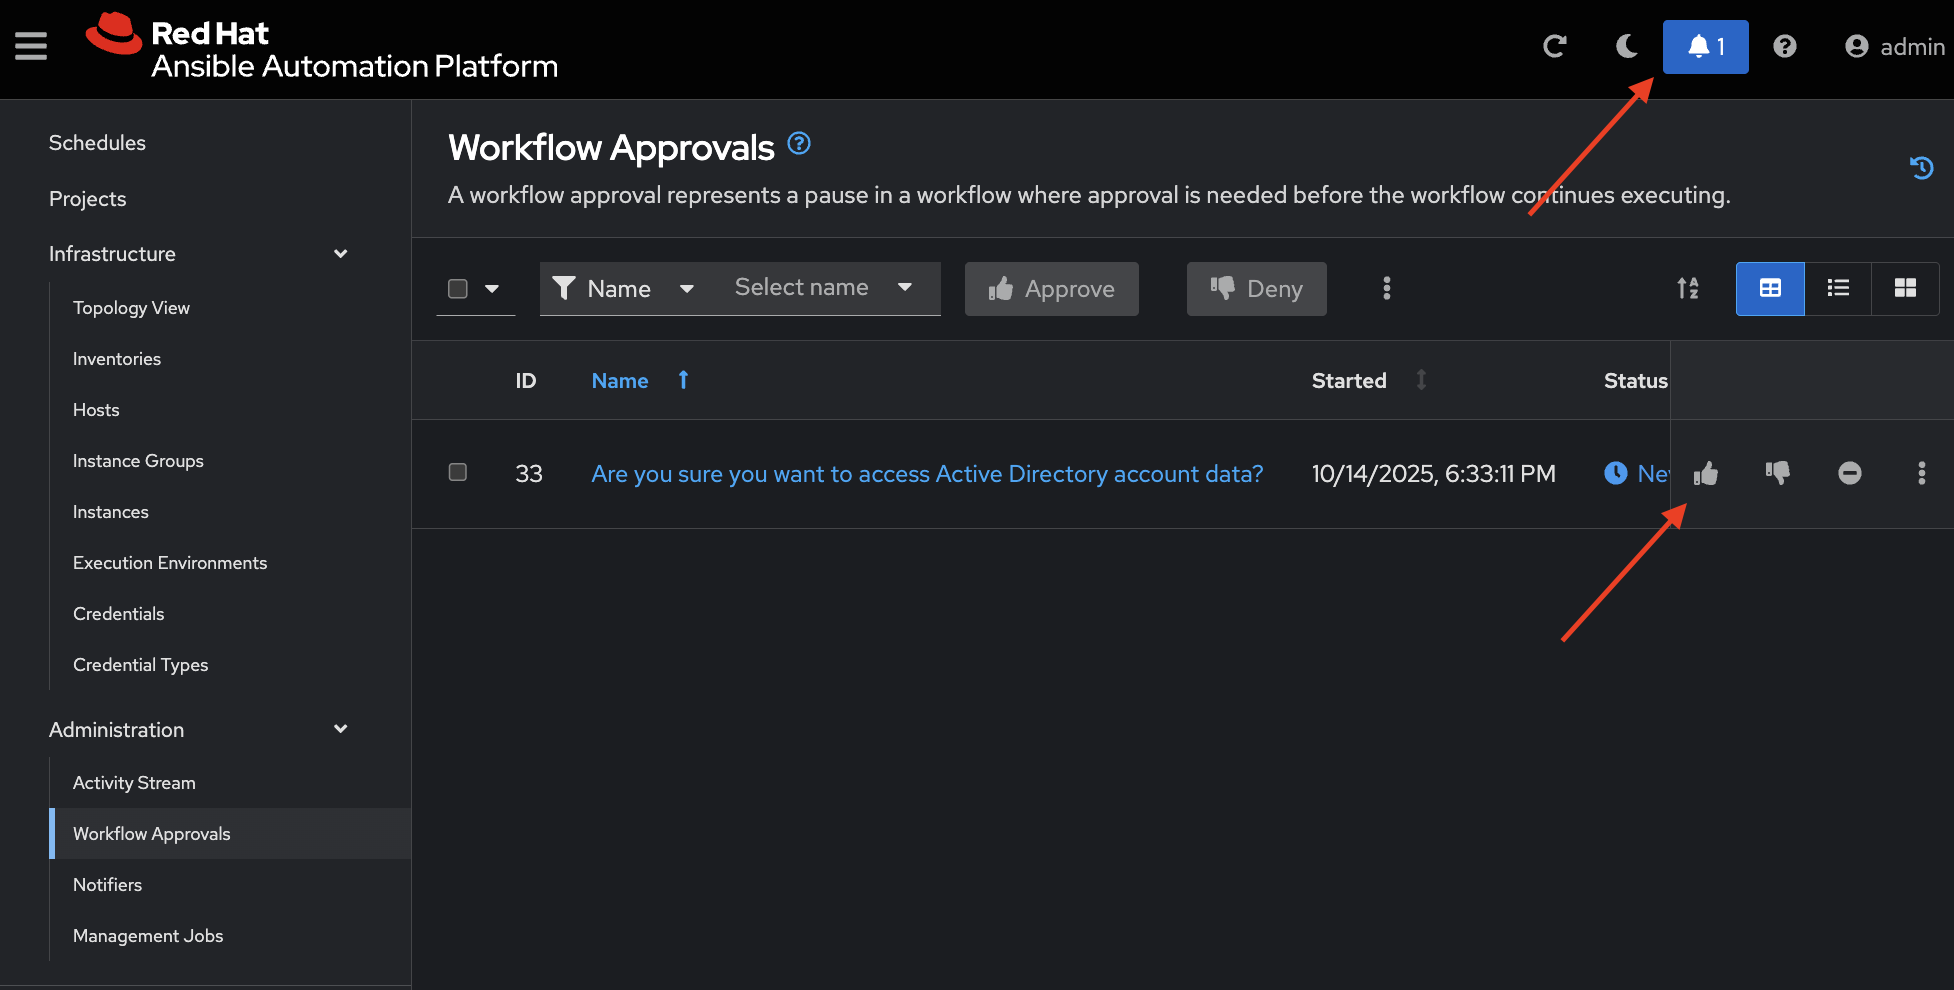 Red Hat
Ansible Automation Platform
1
admin
Schedules
Projects
Infrastructure
Topology View
Inventories
Hosts
Instance Groups
Instances
Execution Environments
Credentials
Credential Types
Administration
Activity Stream
Workflow Approvals
Notifiers
Management Jobs
Workflow Approvals
A workflow approval represents a pause in a workflow where approval is needed before the workflow continues executing.
Name Select name Approve Deny
ID Name Started Status
33 Are you sure you want to access Active Directory account data? 10/14/2025, 6:33:11 PM